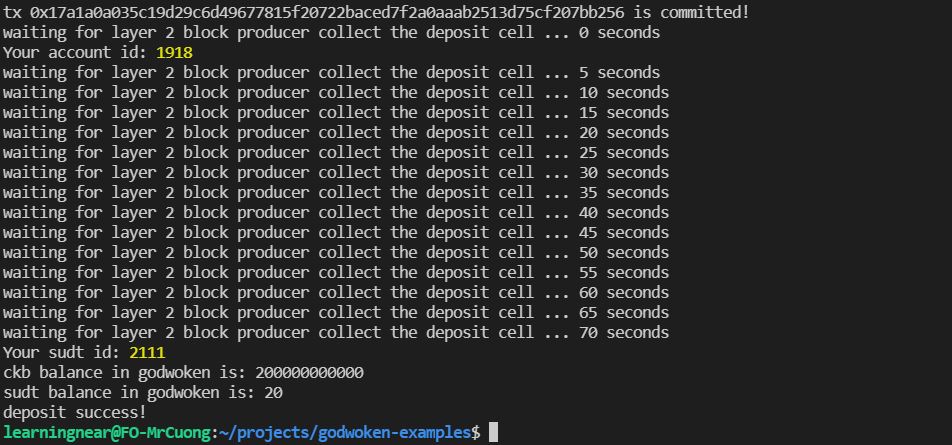 tx 0x17a1a0a035c19d29c6d49677815f20722baced7f2a0aaab2513d75cf207bb256 is committed!
waiting for layer 2 block producer collect the deposit cell ... 0 seconds
Your account id: 1918
waiting for layer 2 block producer collect the deposit cell ... 5 seconds
waiting for layer 2 block producer collect the deposit cell ... 10 seconds
waiting for layer 2 block producer collect the deposit cell ... 15 seconds
waiting for layer 2 block producer collect the deposit cell ... 20 seconds
waiting for layer 2 block producer collect the deposit cell ... 25 seconds
waiting for layer 2 block producer collect the deposit cell ... 30 seconds
waiting for layer 2 block producer collect the deposit cell ... 35 seconds
waiting for layer 2 block producer collect the deposit cell ... 40 seconds
waiting for layer 2 block producer collect the deposit cell ... 45 seconds
waiting for layer 2 block producer collect the deposit cell ... 50 seconds
waiting for layer 2 block producer collect the deposit cell ... 55 seconds
waiting for layer 2 block producer collect the deposit cell ... 60 seconds
waiting for layer 2 block producer collect the deposit cell ... 65 seconds
waiting for layer 2 block producer collect the deposit cell ... 70 seconds
Your sudt id: 2111
ckb balance in godwoken is: 200000000000
sudt balance in godwoken is: 20
deposit success!
learningnear@FO-MrCuong:~/projects/godwoken-examples$